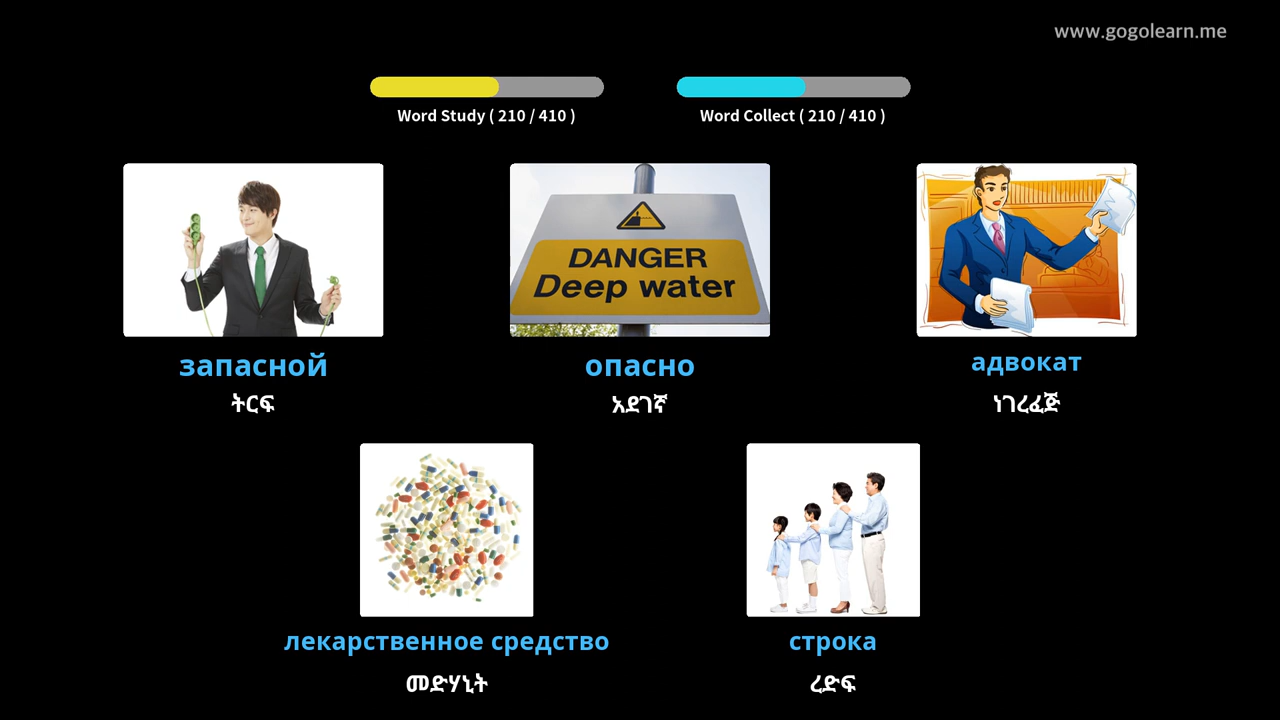 www.gogolearn.me
Word Study ( 210 / 410 )
Word Collect ( 210 / 410 )
DANGER
Deep water
запасной
опасно
адвокат
ትርፍ
አደገኛ
ነገረፈጅ
лекарственное средство
строка
መድሃኒት
ረድፍ